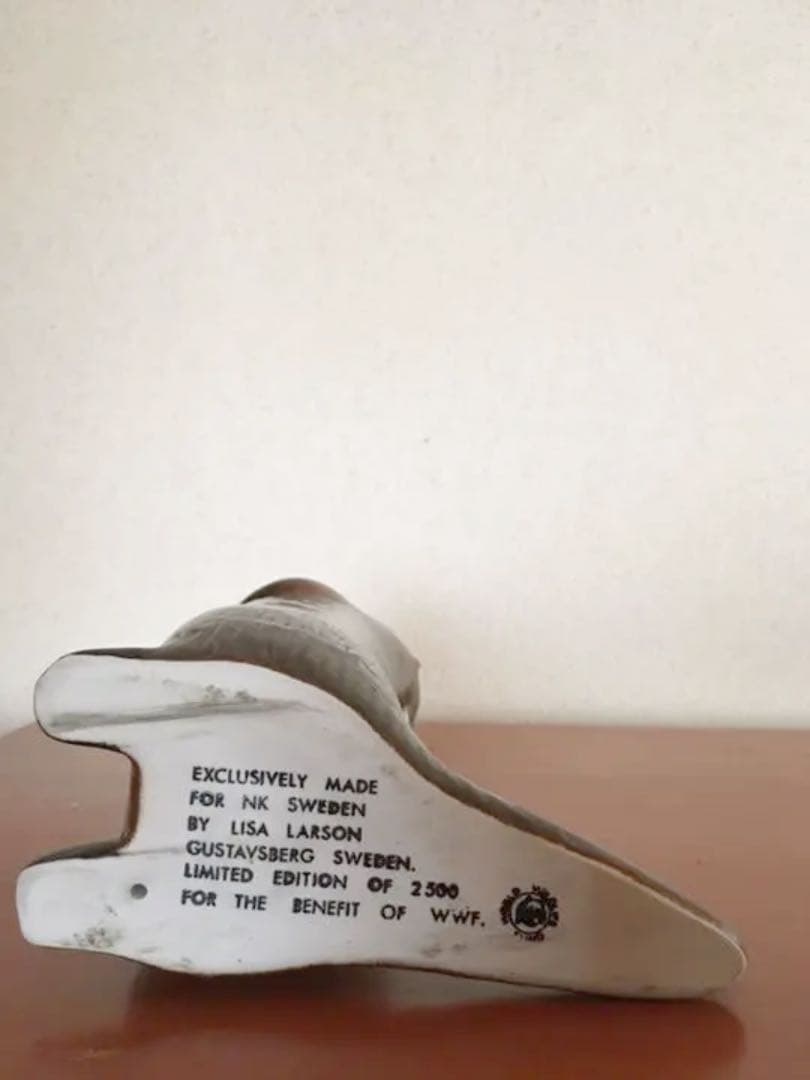 EXCLUSIVELY MADE
FOR NK SWEDEN
BY LISA LARSON
GUSTAVSBERG SWEDEN.
LIMITED EDITION OF 2500
FOR THE BENEFIT OF WWF.